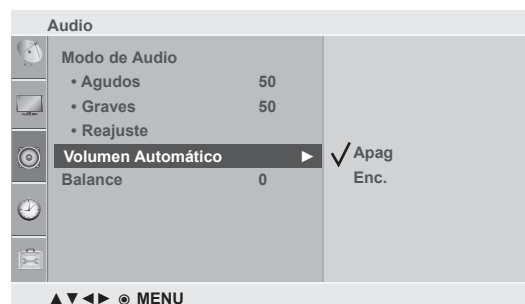 Audio
Modo de Audio
• Agudos 50
• Graves 50
• Reajuste
Volumen Automático ► ✓ Apag
Balance 0 Enc.
▲▼◄► ◉ MENU